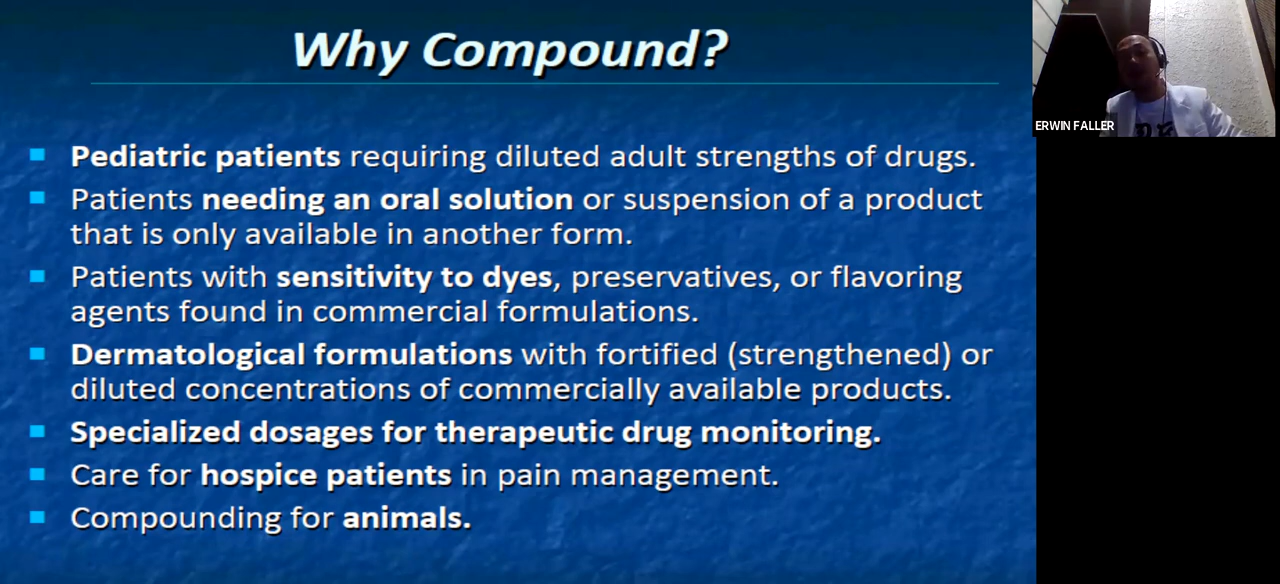 Why Compound?
Pediatric patients requiring diluted adult strengths of drugs.
Patients needing an oral solution or suspension of a product
that is only available in another form.
Patients with sensitivity to dyes, preservatives, or flavoring
agents found in commercial formulations.
Dermatological formulations with fortified (strengthened) or
diluted concentrations of commercially available products.
Specialized dosages for therapeutic drug monitoring.
Care for hospice patients in pain management.
Compounding for animals.
ERWIN FALLER